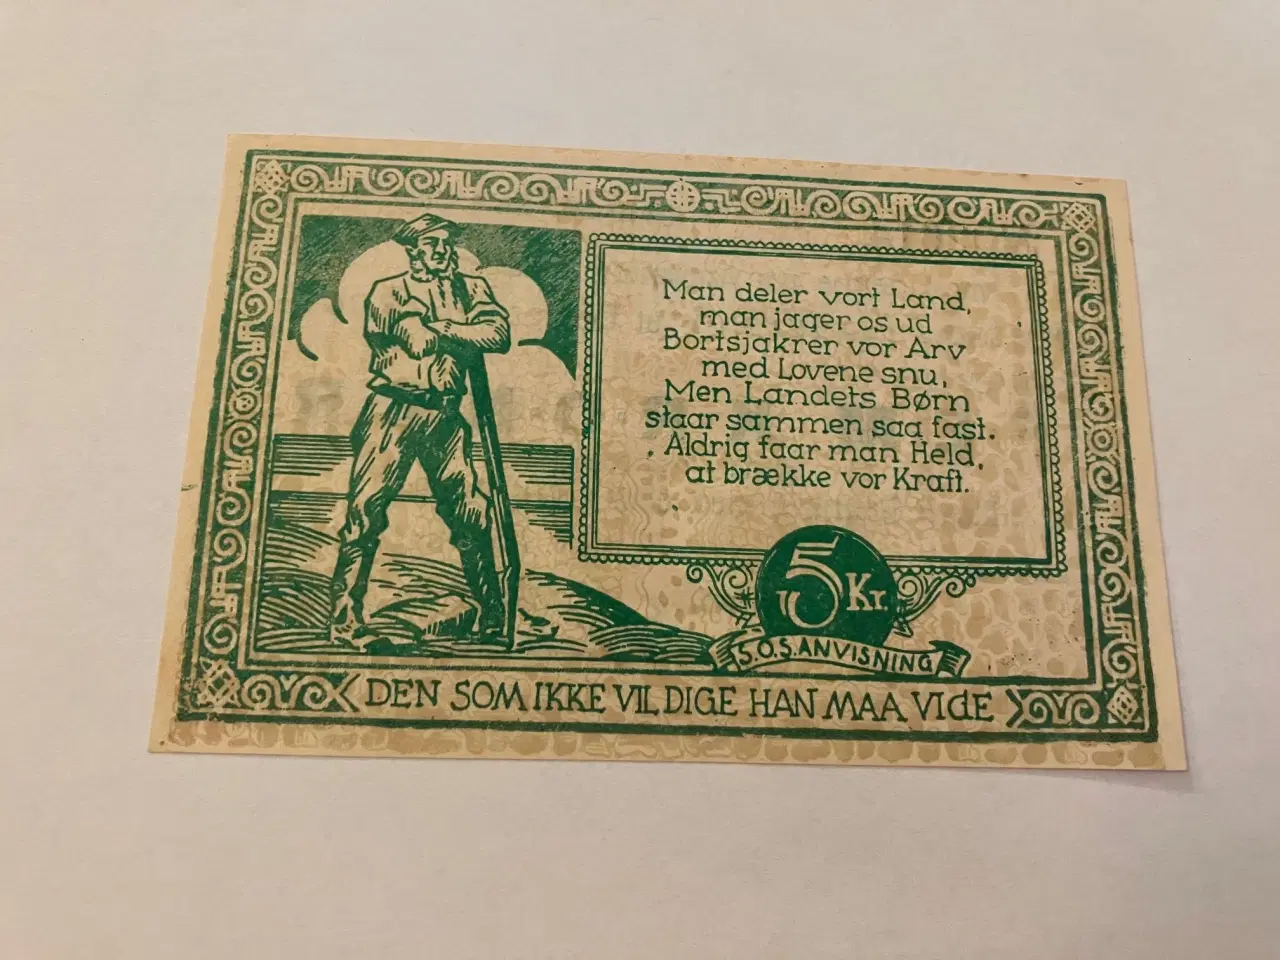 Man deler vort Land,
man jager os ud
Bortsjakrer vor Arv
med Lovene snu,
Men Landets Børn
staar sammen saa fast.
Aldrig faar man Held,
at brække vor Kraft.
5 Kr.
S.O.S. ANVISNING
DEN SOM IKKE VIL DIGE HAN MAA VIdE